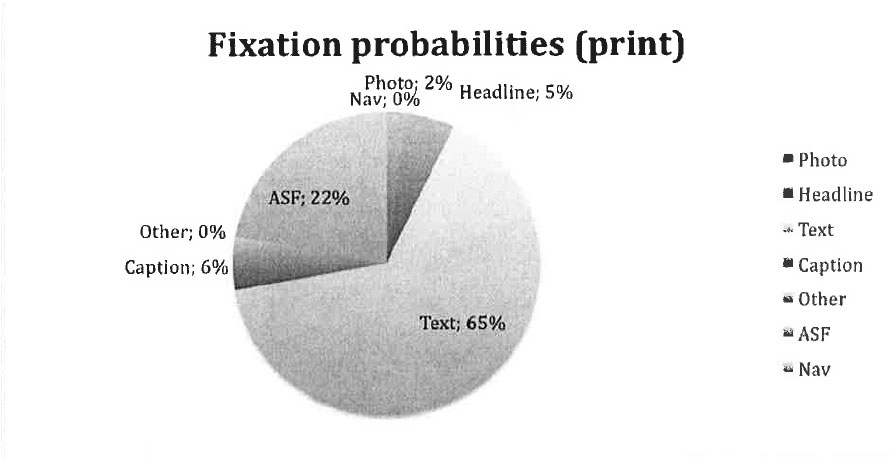 Fixation probabilities (print)
Photo; 2%
Nav; 0%
Headline; 5%
ASF; 22%
Other; 0%
Caption; 6%
Text; 65%
Photo
Headline
Text
Caption
Other
ASF
Nav